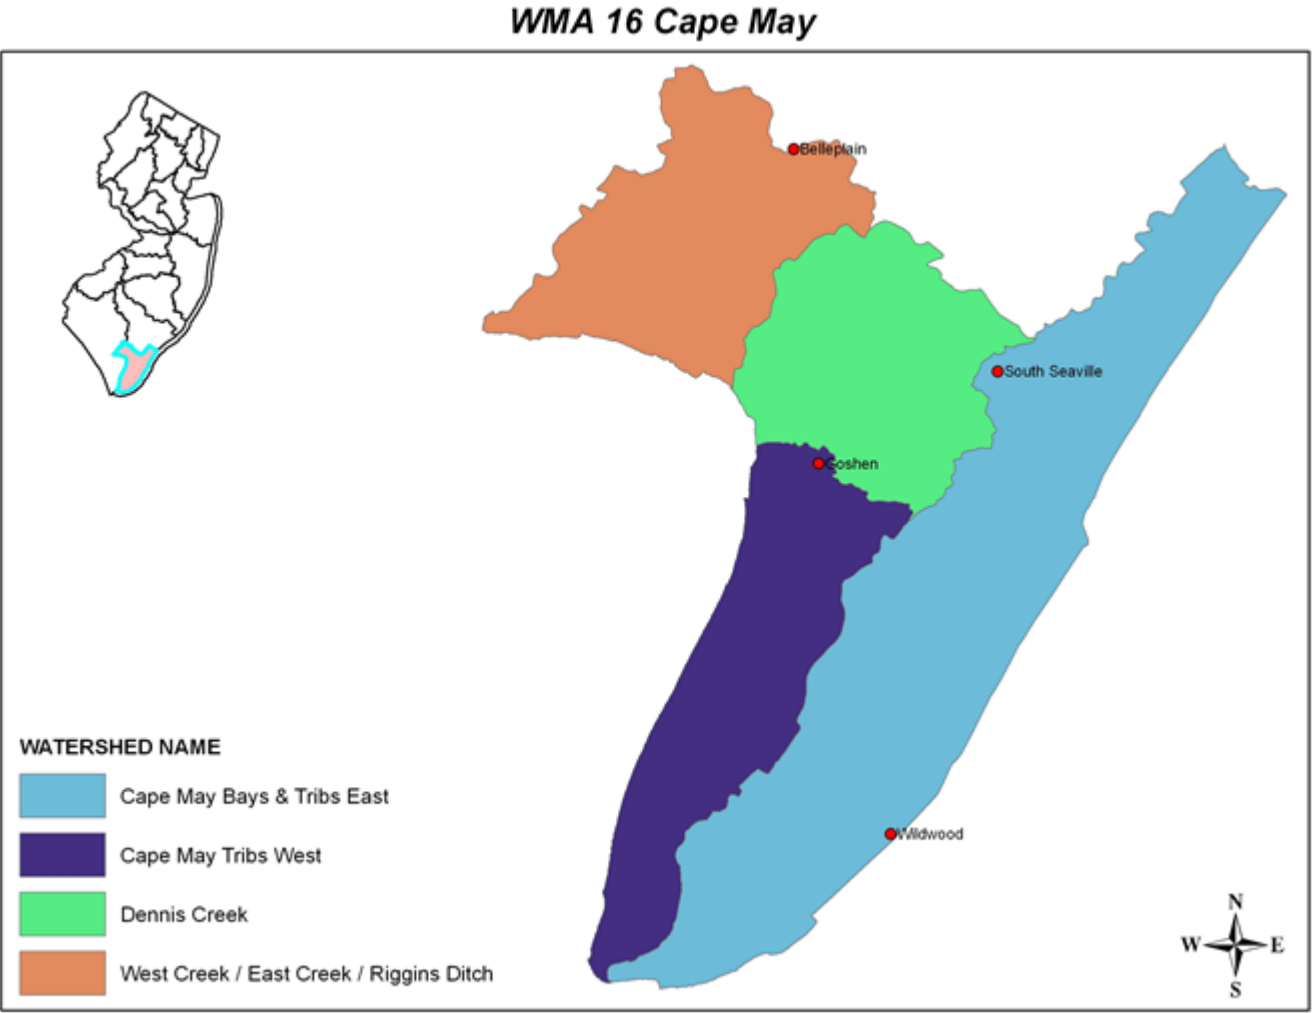 WMA 16 Cape May
Belleplain
South Seaville
Goshen
Wildwood
WATERSHED NAME
Cape May Bays & Tribs East
Cape May Tribs West
Dennis Creek
West Creek / East Creek / Riggins Ditch
N
W E
S